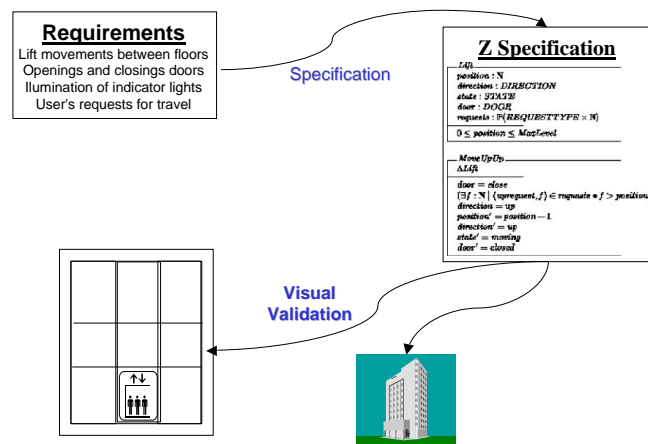 Requirements
Lift movements between floors
Openings and closings doors
Illumination of indicator lights
User's requests for travel
Specification
Z Specification
Lift
position : ℕ
direction : DIRECTION
state : STATE
door : DOOR
requests : ℙ(REQUESTTYPE × ℕ)
0 ≤ position ≤ MaxLevel
MoveUpUp
ΔLift
door = close
(∃f : ℕ | (uprequest, f) ∈ requests • f > position
direction = up
position' = position − 1
direction' = up
state' = moving
door' = closed
Visual
Validation